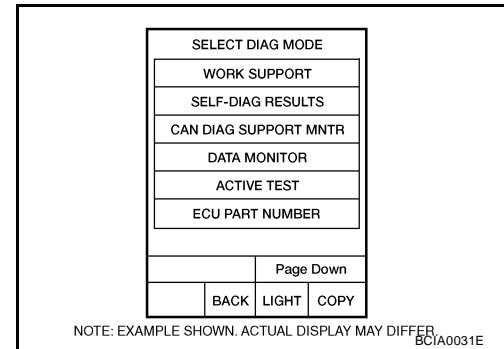 SELECT DIAG MODE
WORK SUPPORT
SELF-DIAG RESULTS
CAN DIAG SUPPORT MNTR
DATA MONITOR
ACTIVE TEST
ECU PART NUMBER
Page Down
BACK LIGHT COPY
NOTE: EXAMPLE SHOWN. ACTUAL DISPLAY MAY DIFFER.
BCIA0031E